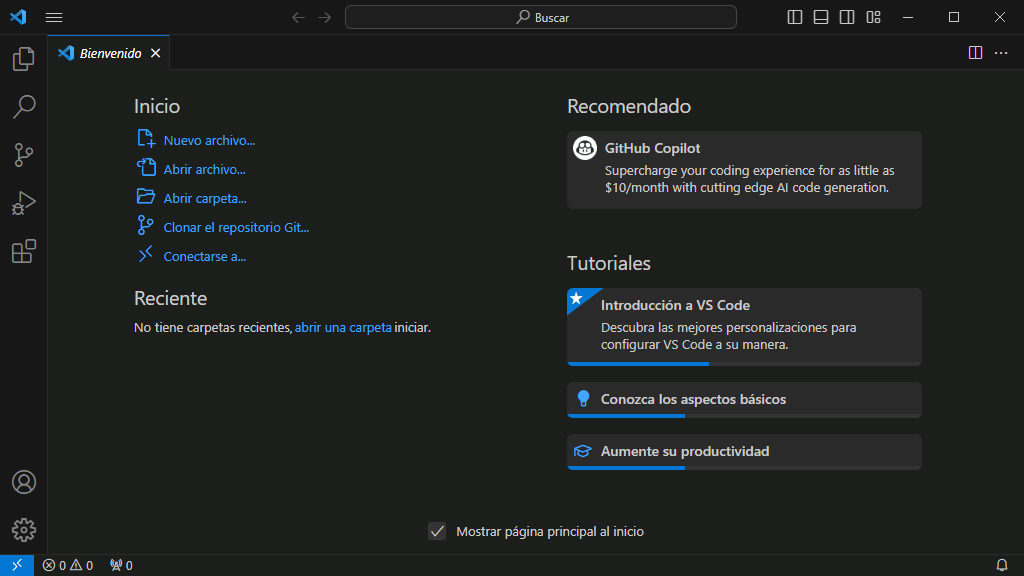 Buscar
Bienvenido
Inicio
Nuevo archivo...
Abrir archivo...
Abrir carpeta...
Clonar el repositorio Git...
Conectarse a...
Reciente
No tiene carpetas recientes, abrir una carpeta iniciar.
Recomendado
GitHub Copilot
Supercharge your coding experience for as little as
$10/month with cutting edge AI code generation.
Tutoriales
Introducción a VS Code
Descubra las mejores personalizaciones para
configurar VS Code a su manera.
Conozca los aspectos básicos
Aumente su productividad
Mostrar página principal al inicio
0 0 0